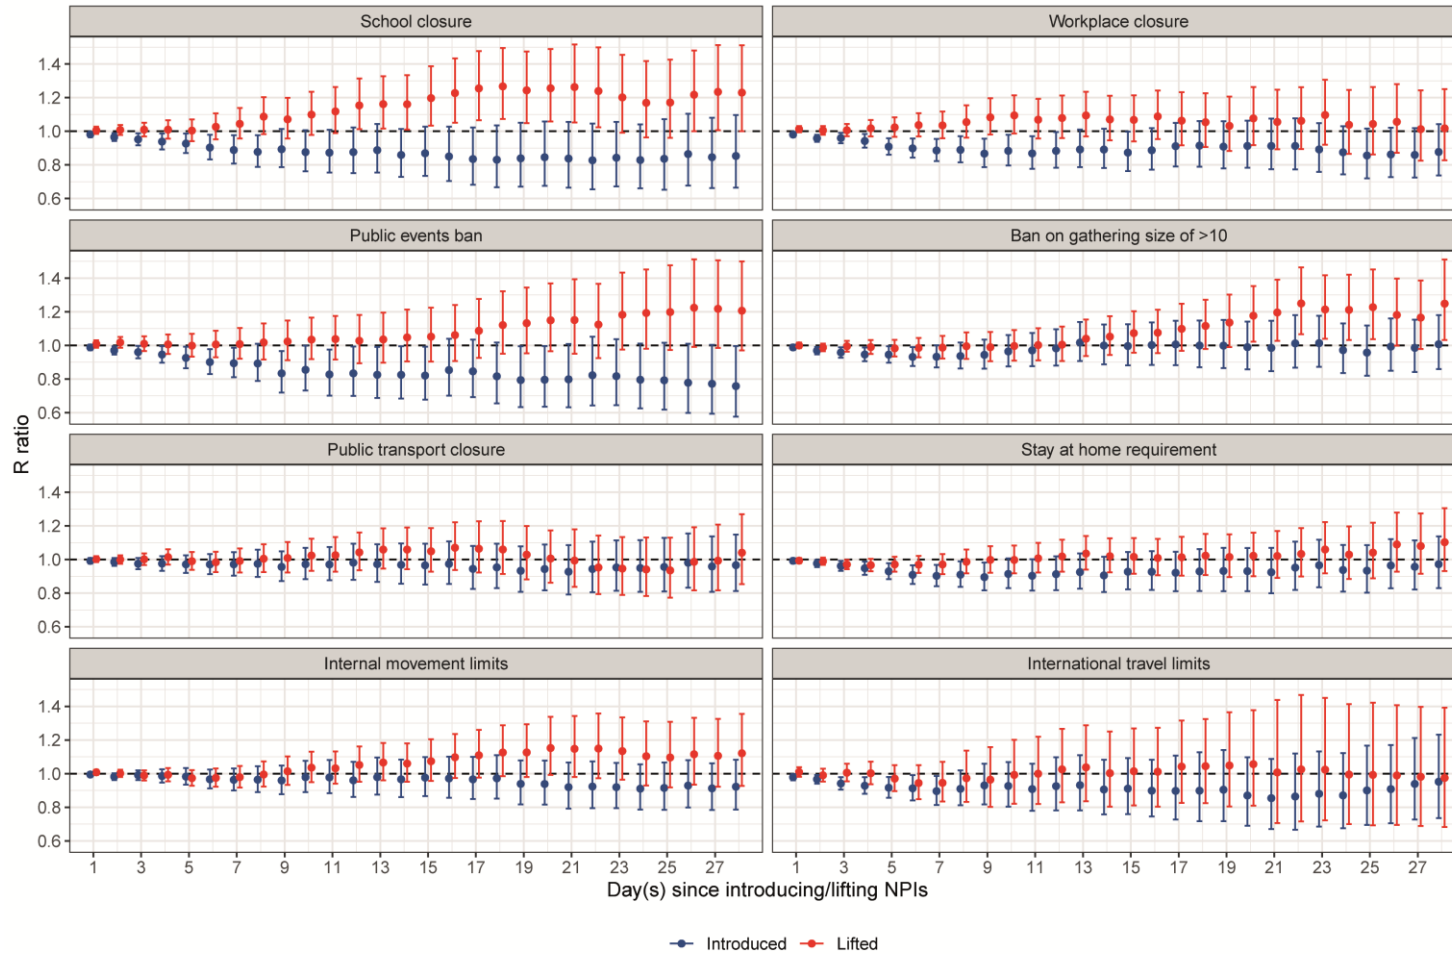 School closure
Workplace closure
1.4
1.2
1.0
0.8
0.6
Public events ban
Ban on gathering size of >10
1.4
1.2
1.0
0.8
0.6
Public transport closure
Stay at home requirement
1.4
1.2
1.0
0.8
0.6
Internal movement limits
International travel limits
1.4
1.2
1.0
0.8
0.6
R ratio
1 3 5 7 9 11 13 15 17 19 21 23 25 27
1 3 5 7 9 11 13 15 17 19 21 23 25 27
Day(s) since introducing/lifting NPIs
Introduced Lifted